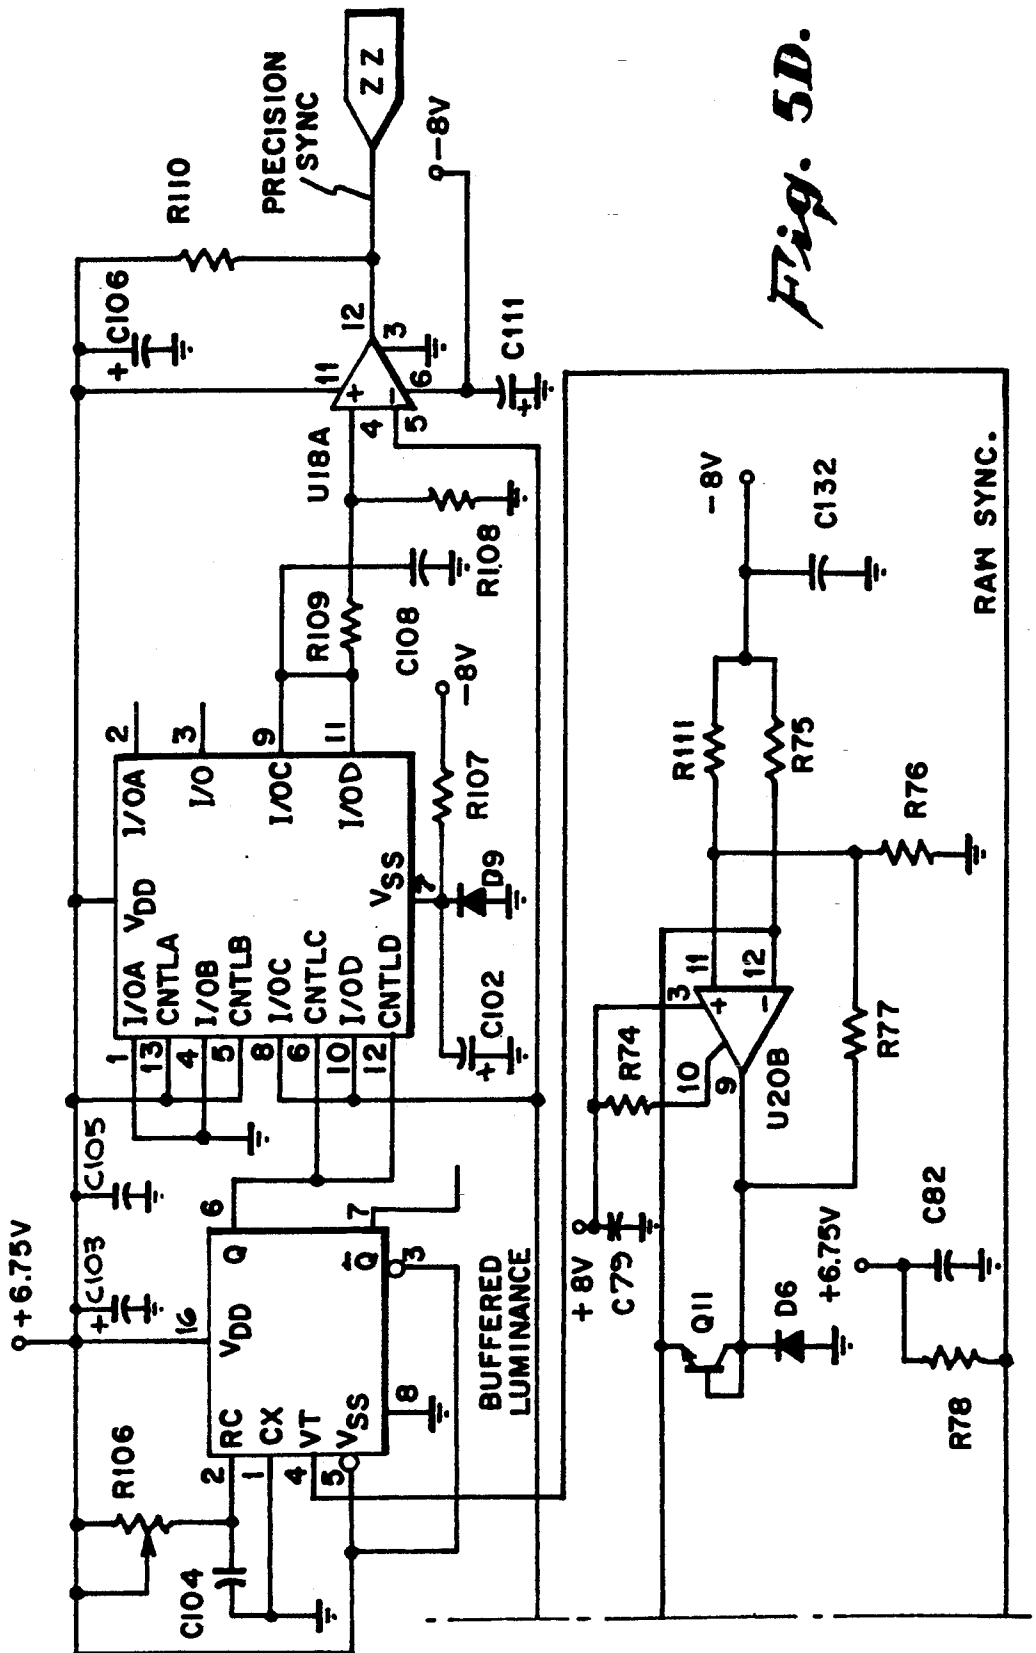 +6.75V
R106
C104
+ C103
C105
16
VDD
2
RC
1
CX
4
VT
5
VSS
8
Q
6
Q̄
7
3
BUFFERED
LUMINANCE
1
I/OA
13
CNTLA
4
I/OB
5
CNTLB
8
I/OC
6
CNTLC
10
I/OD
12
CNTLD
VDD
VSS
7
I/OA
2
I/O
3
I/OC
9
I/OD
11
+ C102
D9
R107
-8V
R109
C108
R108
U18A
4
5
+
-
11
12
3
6
+ C106
R110
PRECISION
SYNC
ZZ
-8V
C111
+
+8V
C79
R74
10
9
3
+
-
11
12
U20B
Q11
D6
+6.75V
C82
R78
R77
R76
R111
R75
-8V
C132
RAW SYNC.
Fig. 5D.